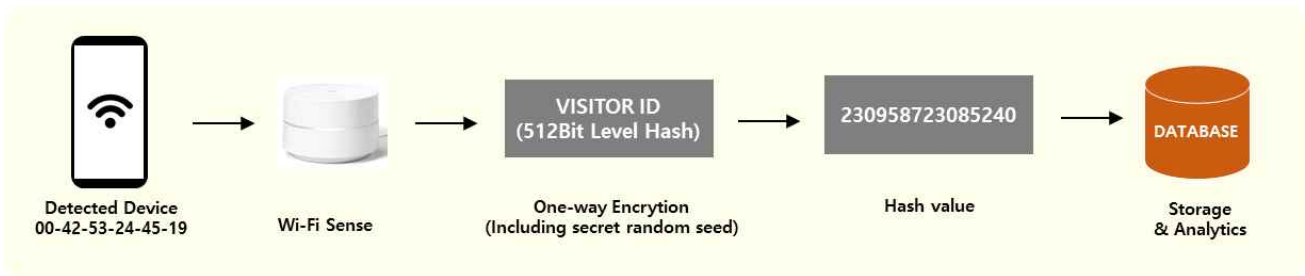 VISITOR ID
(512Bit Level Hash)
230958723085240
DATABASE
Detected Device
00-42-53-24-45-19
Wi-Fi Sense
One-way Encrytion
(Including secret random seed)
Hash value
Storage
& Analytics